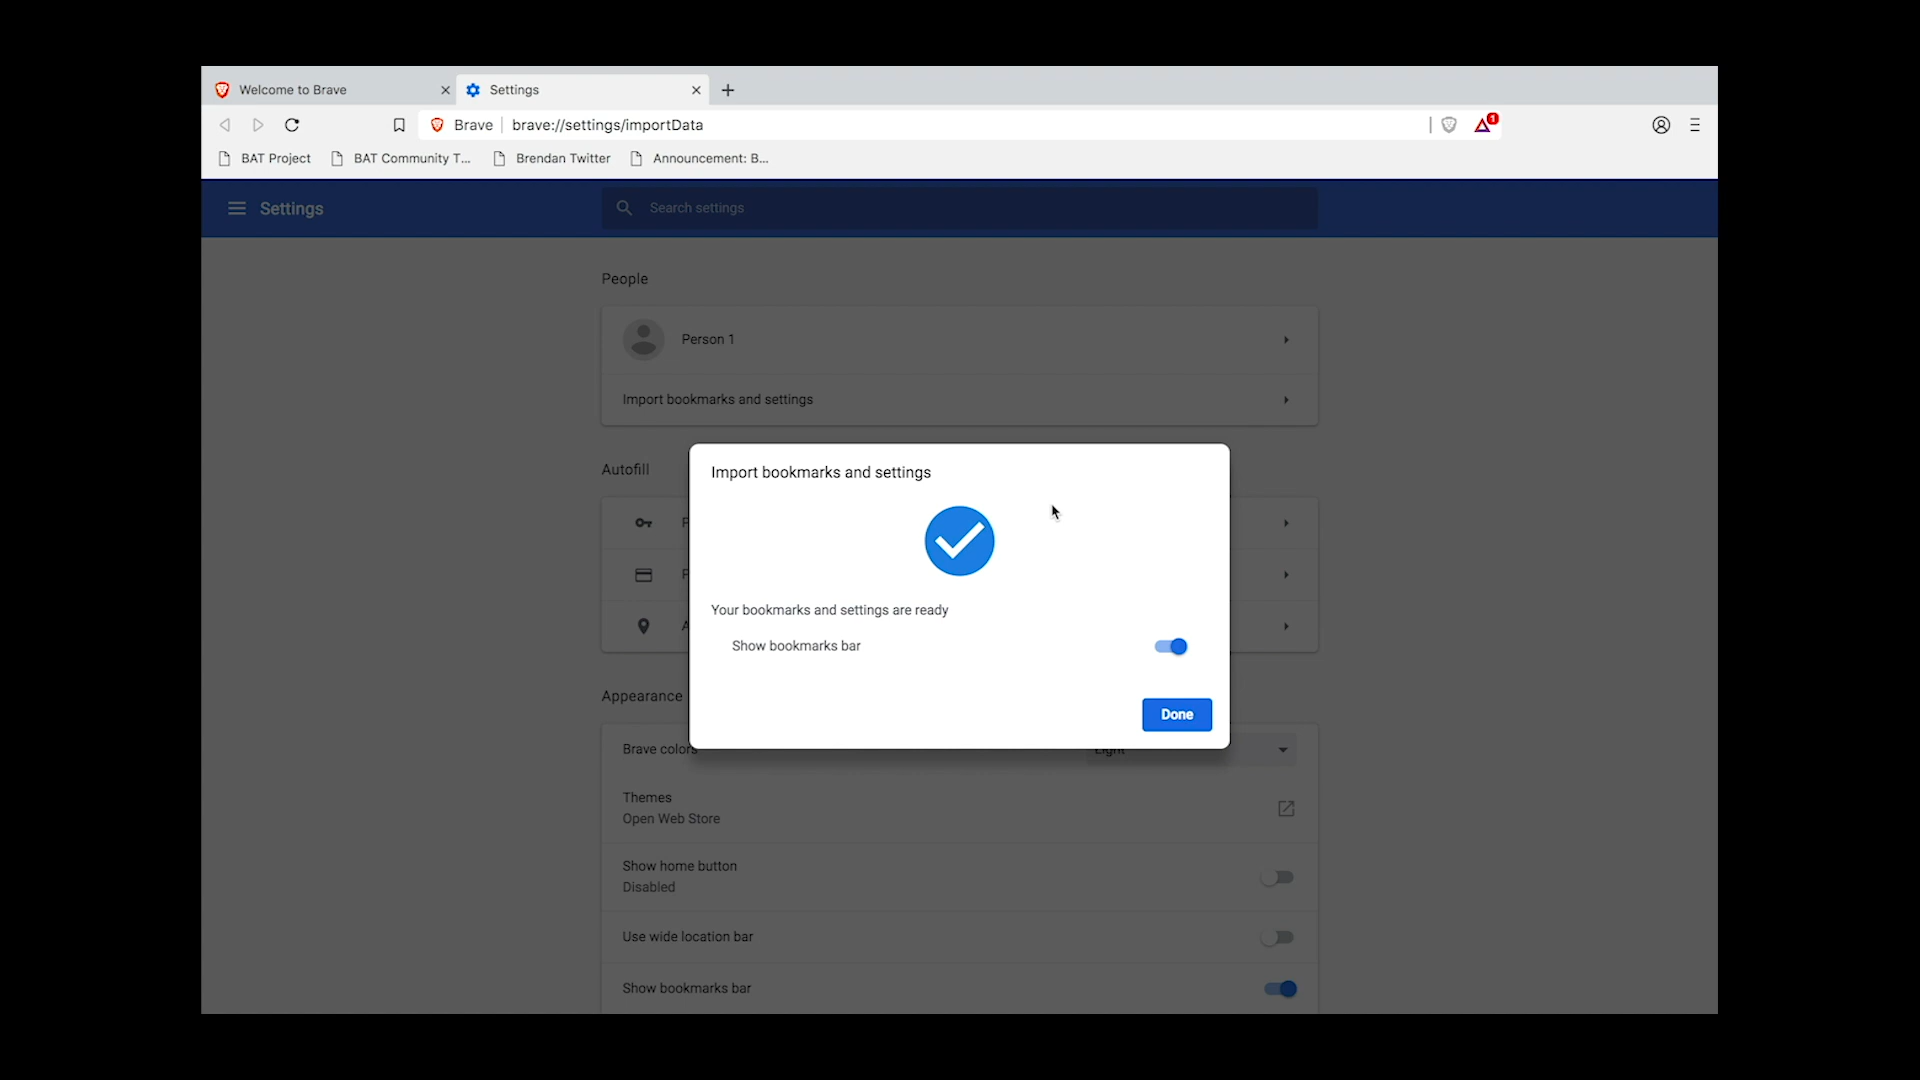 Welcome to Brave
Settings
Brave
brave://settings/importData
1
BAT Project
BAT Community T...
Brendan Twitter
Announcement: B...
Settings
Search settings
People
Person 1
Import bookmarks and settings
Autofill
Import bookmarks and settings
Your bookmarks and settings are ready
Show bookmarks bar
Done
Appearance
Brave colors
Light
Themes
Open Web Store
Show home button
Disabled
Use wide location bar
Show bookmarks bar